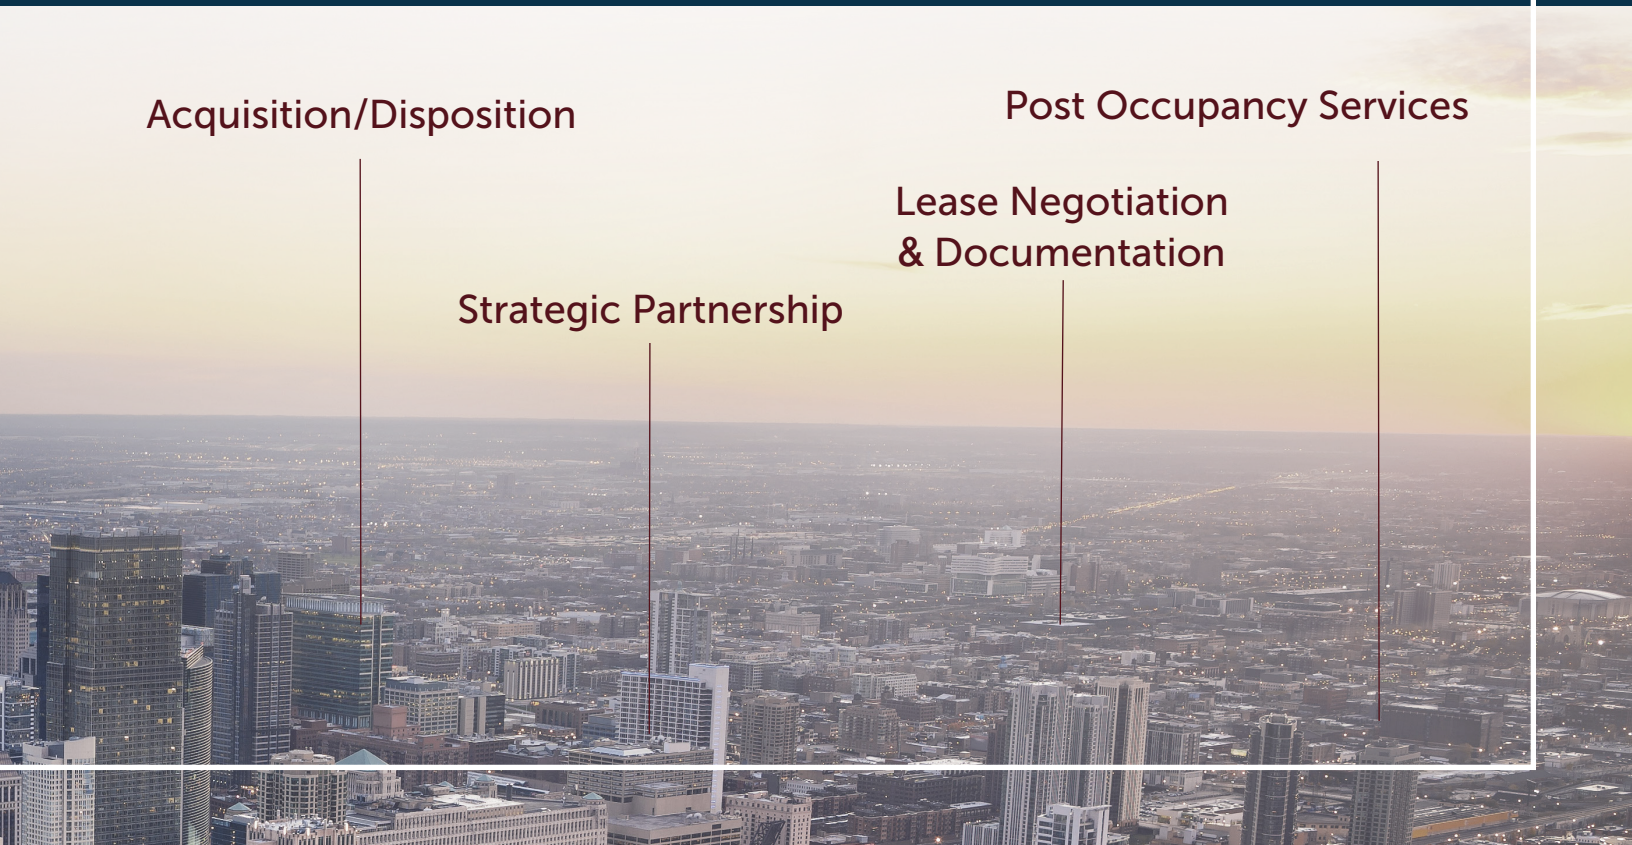 Acquisition/Disposition
Post Occupancy Services
Lease Negotiation
& Documentation
Strategic Partnership